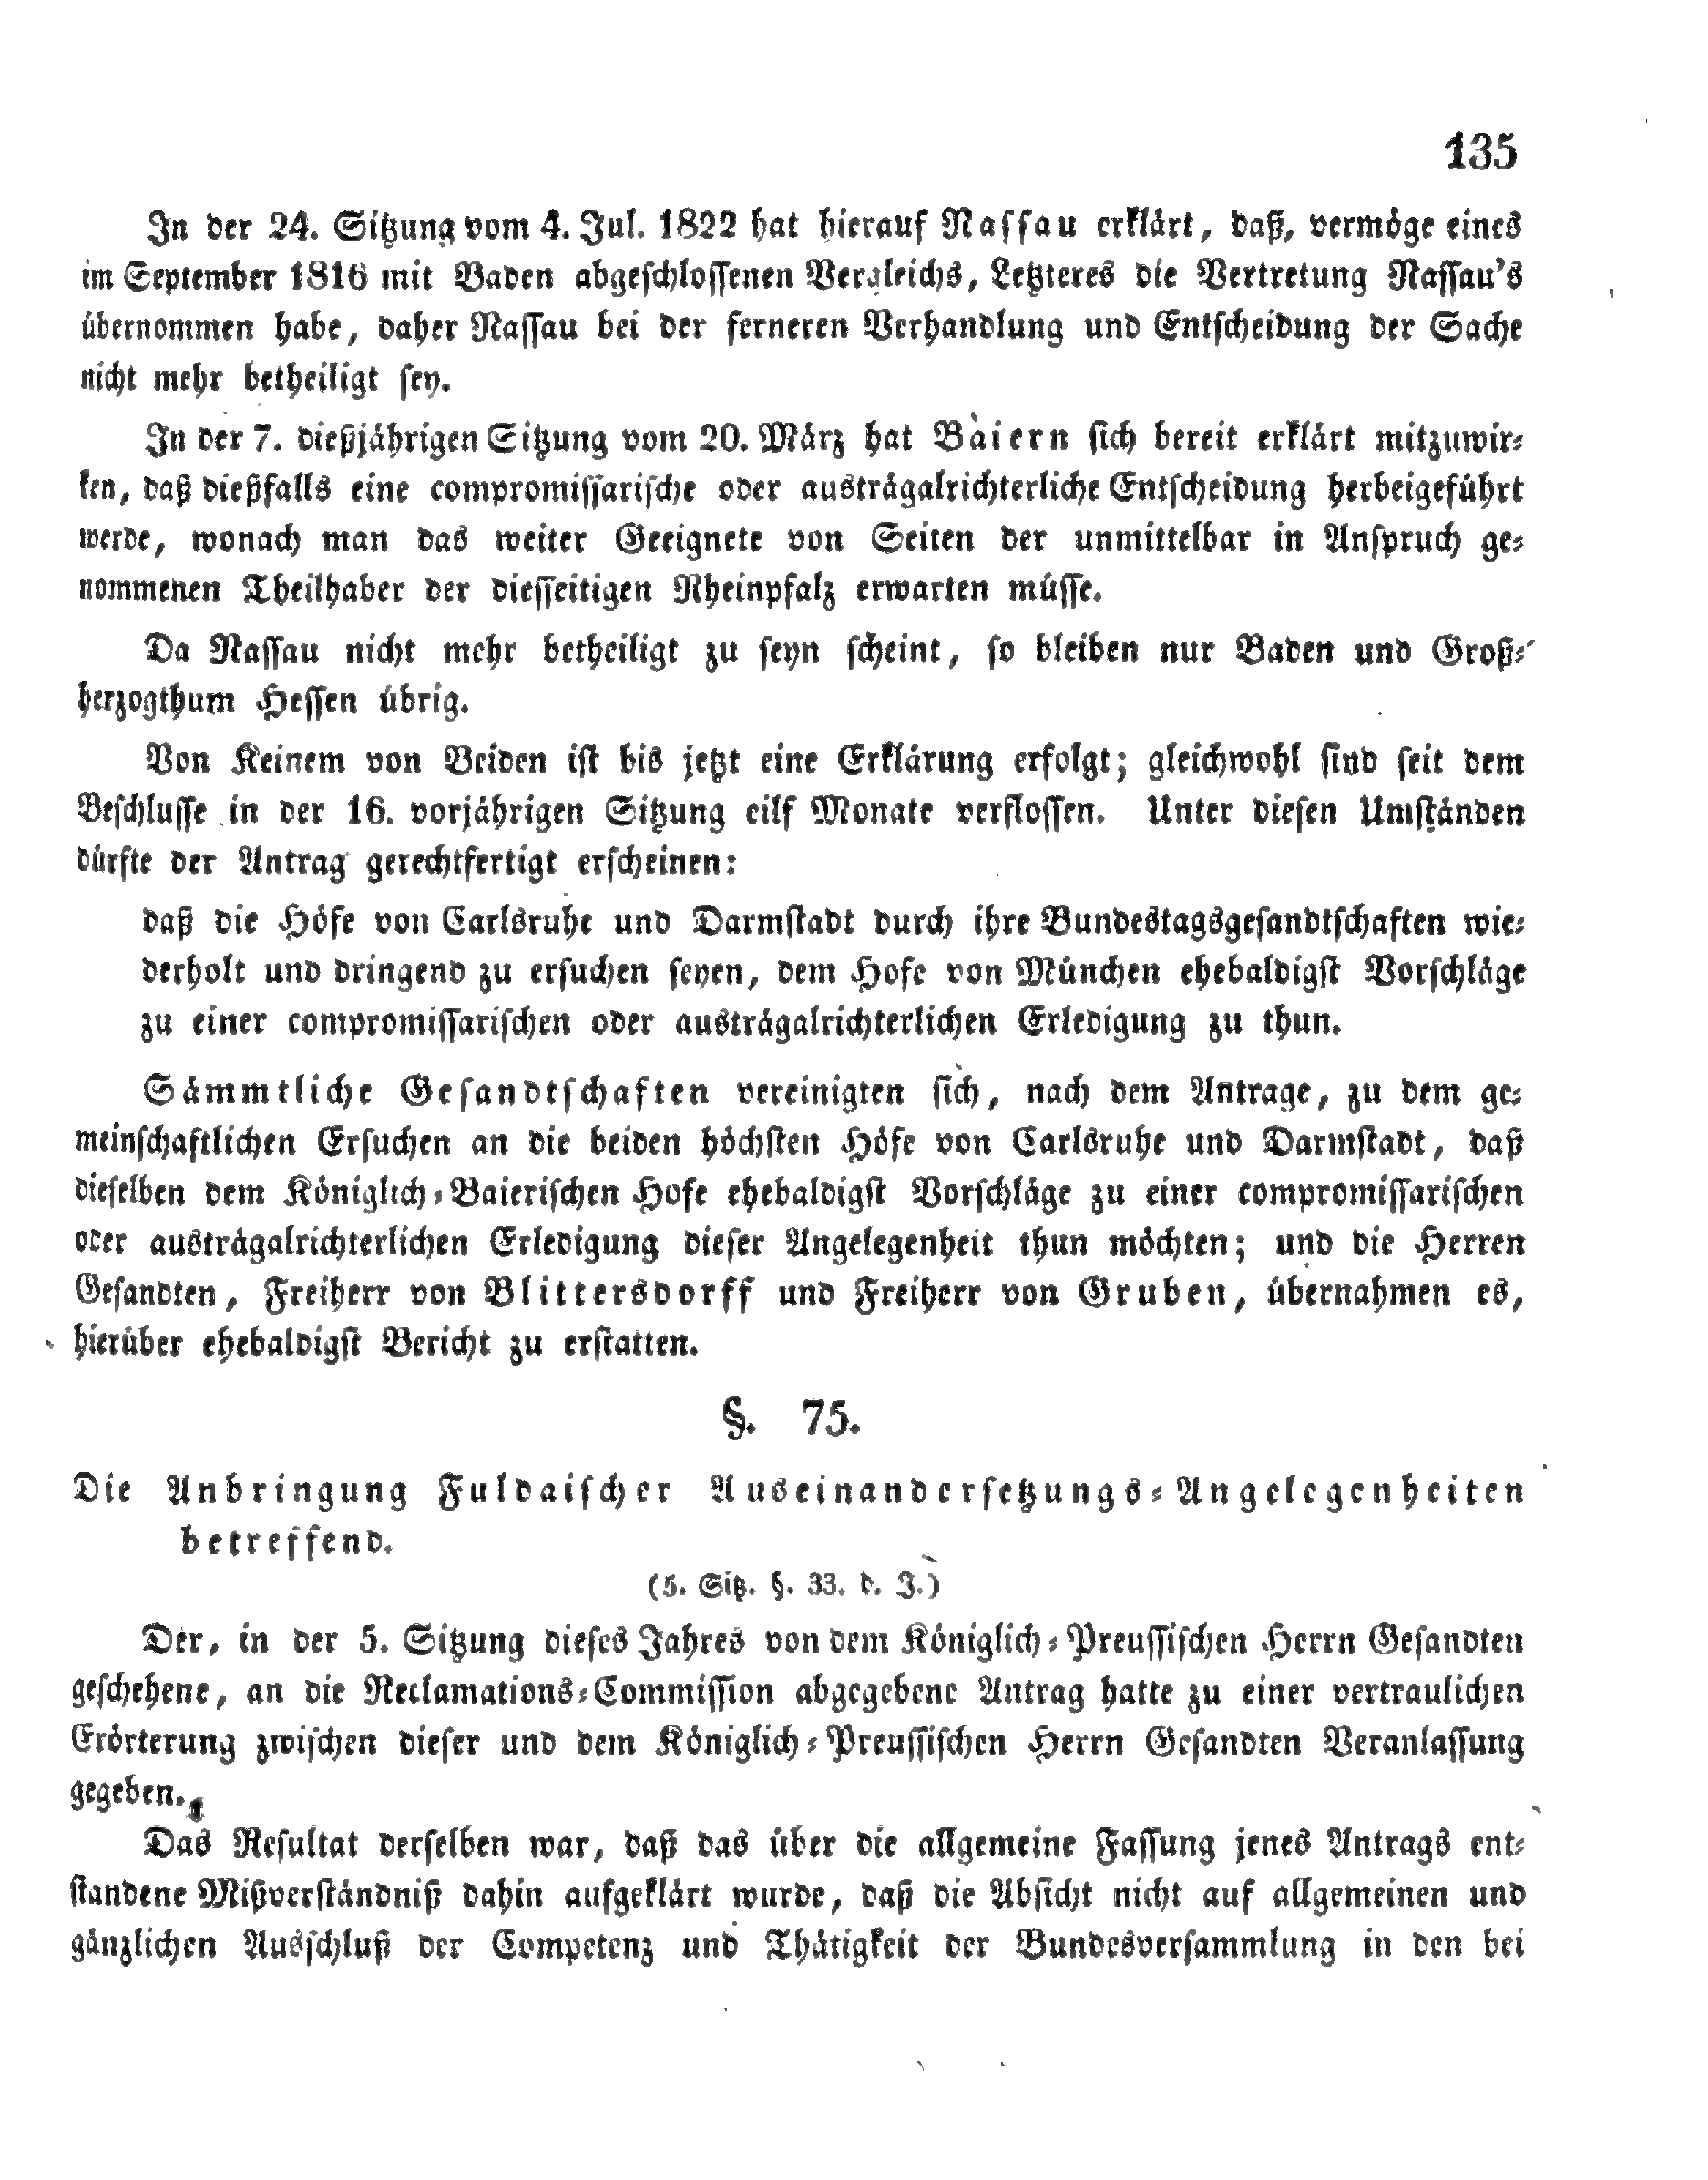 135
In der 24. Sitzung vom 4. Jul. 1822 hat hierauf Nassau erklärt, daß, vermöge eines
im September 1816 mit Baden abgeschlossenen Vergleichs, Letzteres die Vertretung Nassau's
übernommen habe, daher Nassau bei der ferneren Verhandlung und Entscheidung der Sache
nicht mehr betheiligt sey.
In der 7. dießjährigen Sitzung vom 20. März hat Baiern sich bereit erklärt mitzuwir-
ken, daß dießfalls eine compromissarische oder austrägalrichterliche Entscheidung herbeigeführt
werde, wonach man das weiter Geeignete von Seiten der unmittelbar in Anspruch ge-
nommenen Theilhaber der diesseitigen Rheinpfalz erwarten müsse.
Da Nassau nicht mehr betheiligt zu seyn scheint, so bleiben nur Baden und Groß-
herzogthum Hessen übrig.
Von Keinem von Beiden ist bis jetzt eine Erklärung erfolgt; gleichwohl sind seit dem
Beschlusse in der 16. vorjährigen Sitzung eilf Monate verflossen. Unter diesen Umständen
dürfte der Antrag gerechtfertigt erscheinen:
daß die Höfe von Carlsruhe und Darmstadt durch ihre Bundestagsgesandtschaften wie-
derholt und dringend zu ersuchen seyen, dem Hofe von München ehebaldigst Vorschläge
zu einer compromissarischen oder austrägalrichterlichen Erledigung zu thun.
Sämmtliche Gesandtschaften vereinigten sich, nach dem Antrage, zu dem ge-
meinschaftlichen Ersuchen an die beiden höchsten Höfe von Carlsruhe und Darmstadt, daß
dieselben dem Königlich-Baierischen Hofe ehebaldigst Vorschläge zu einer compromissarischen
oder austrägalrichterlichen Erledigung dieser Angelegenheit thun möchten; und die Herren
Gesandten, Freiherr von Blittersdorff und Freiherr von Gruben, übernahmen es,
hierüber ehebaldigst Bericht zu erstatten.
§. 75.
Die Anbringung Fuldaischer Auseinandersetzungs-Angelegenheiten
betreffend.
(5. Sitz. §. 33. d. J.)
Der, in der 5. Sitzung dieses Jahres von dem Königlich-Preussischen Herrn Gesandten
geschehene, an die Reclamations-Commission abgegebene Antrag hatte zu einer vertraulichen
Erörterung zwischen dieser und dem Königlich-Preussischen Herrn Gesandten Veranlassung
gegeben.
Das Resultat derselben war, daß das über die allgemeine Fassung jenes Antrags ent-
standene Mißverständniß dahin aufgeklärt wurde, daß die Absicht nicht auf allgemeinen und
gänzlichen Ausschluß der Competenz und Thätigkeit der Bundesversammlung in den bei